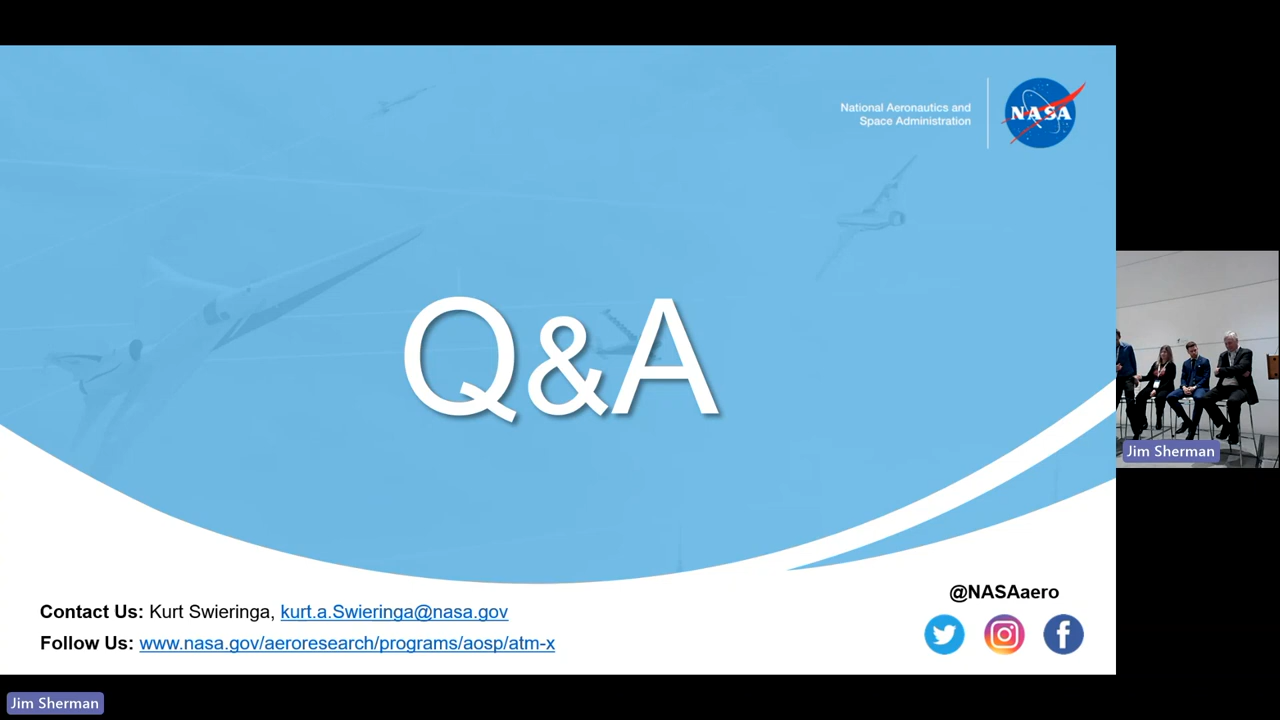 National Aeronautics and
Space Administration
NASA
Q&A
Jim Sherman
@NASAaero
Contact Us: Kurt Swieringa, kurt.a.Swieringa@nasa.gov
Follow Us: www.nasa.gov/aeroresearch/programs/aosp/atm-x
Jim Sherman